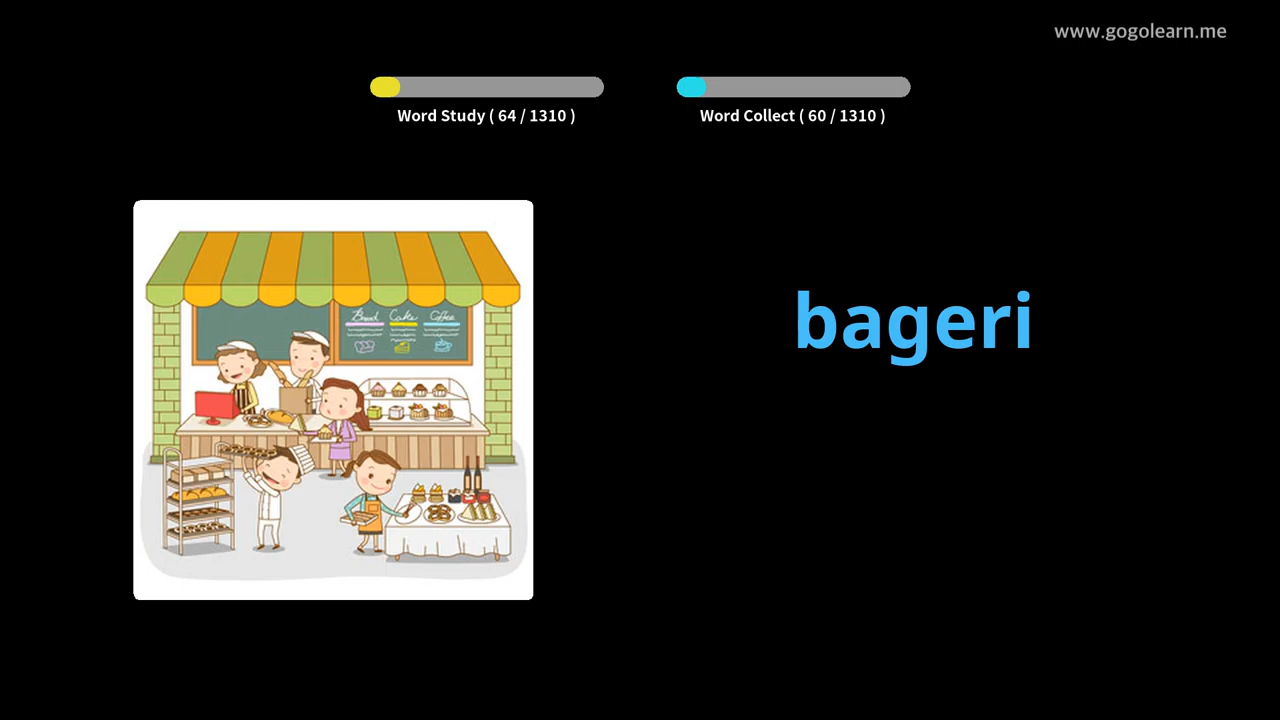 www.gogolearn.me
Word Study ( 64 / 1310 )
Word Collect ( 60 / 1310 )
Bread Cake Coffee
bageri